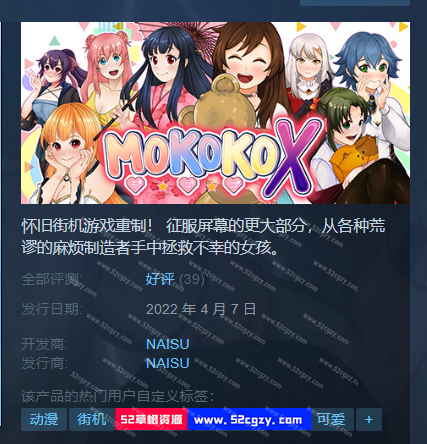 MOKOKO X
怀旧街机游戏重制！ 征服屏幕的更大部分，从各种荒
谬的麻烦制造者手中拯救不幸的女孩。
全部评测: 好评 (39)
发行日期: 2022 年 4 月 7 日
开发商: NAISU
发行商: NAISU
该产品的热门用户自定义标签：
动漫 街机 52草根资源 www.52cgzy.com 可爱 +